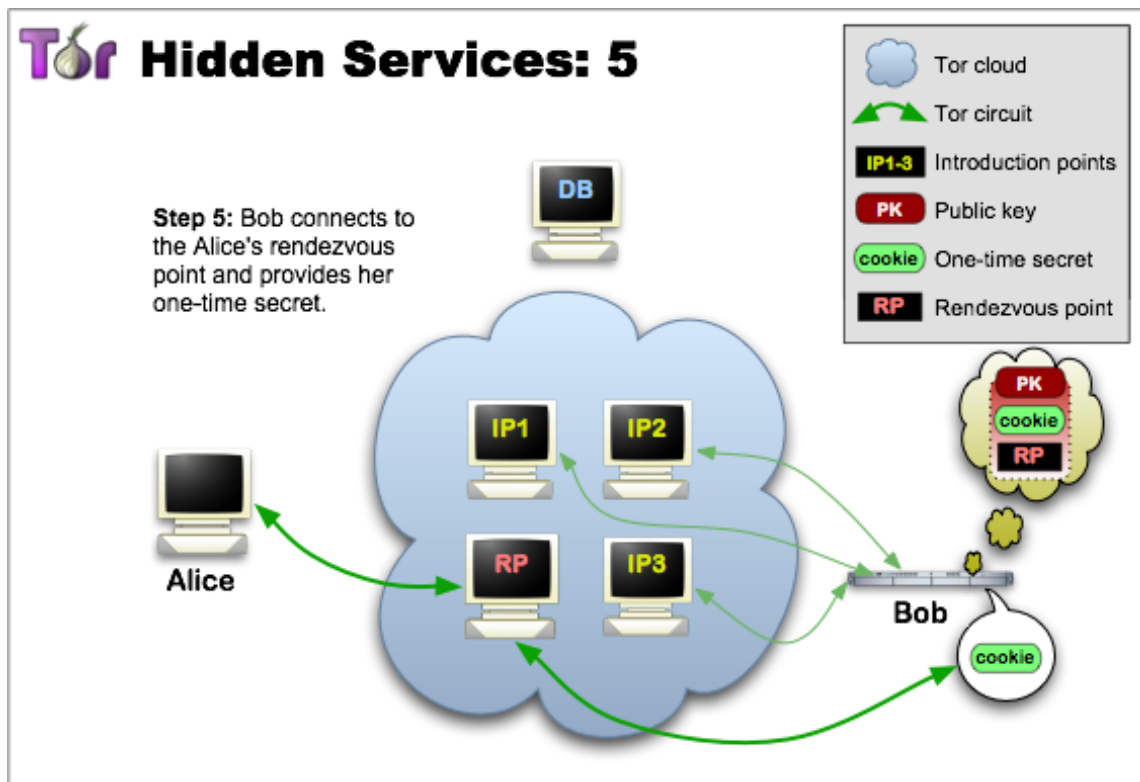 Tor Hidden Services: 5
Tor cloud
Tor circuit
IP1-3 Introduction points
PK Public key
cookie One-time secret
RP Rendezvous point
DB
Step 5: Bob connects to
the Alice's rendezvous
point and provides her
one-time secret.
PK
cookie
RP
IP1 IP2
Alice
RP IP3
Bob
cookie